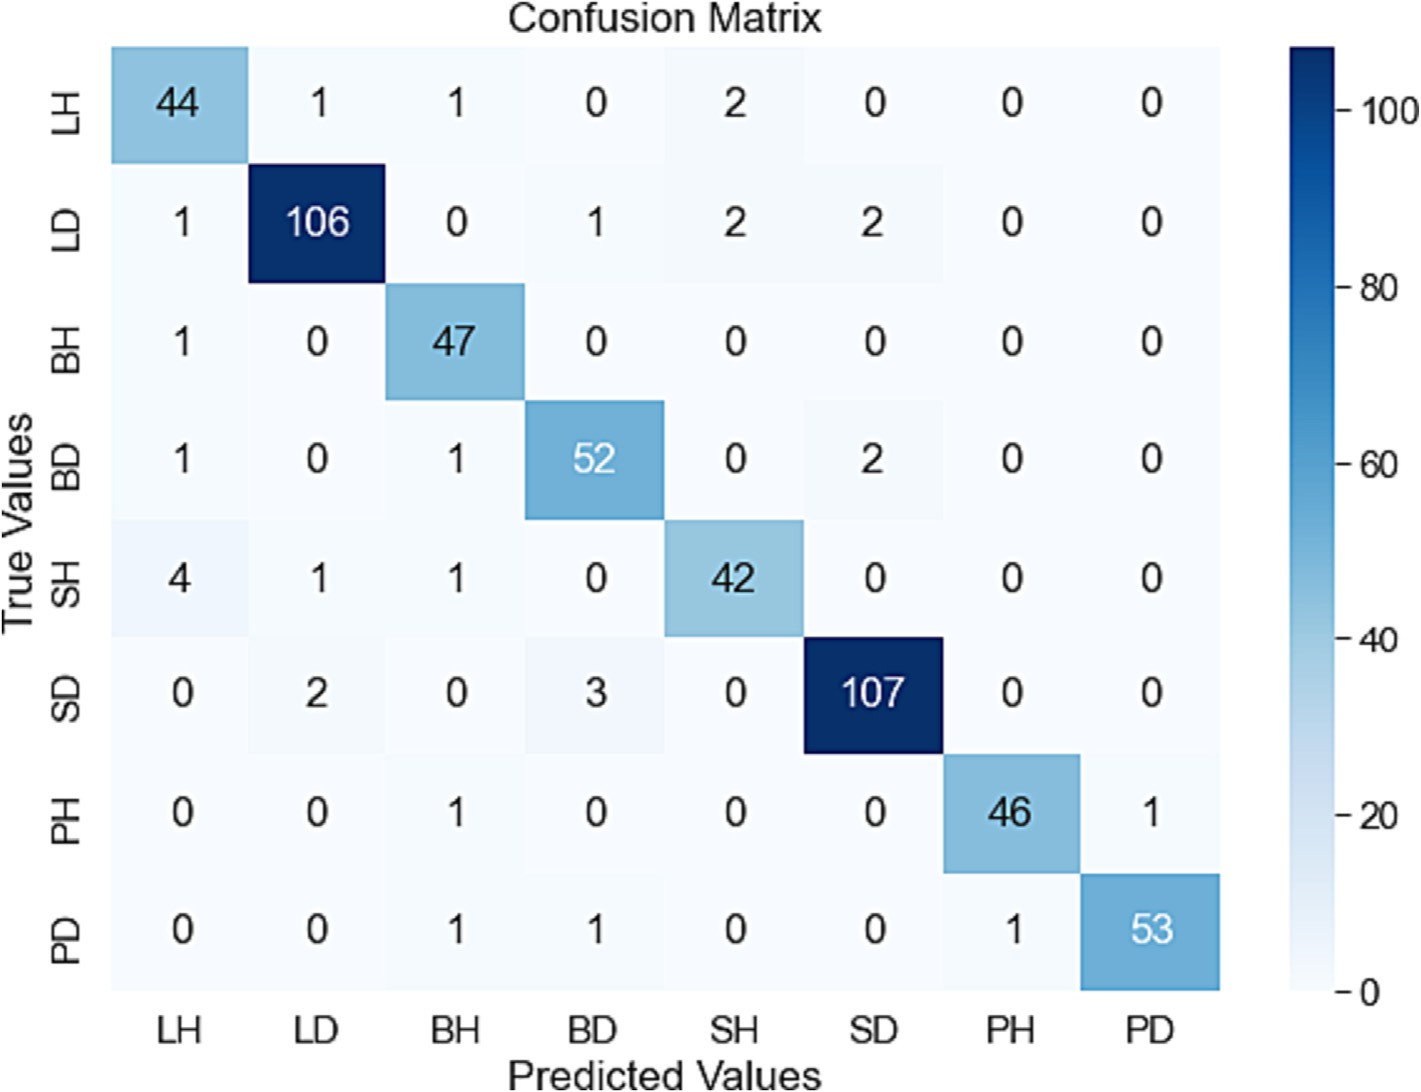 Confusion Matrix
LH 44 1 1 0 2 0 0 0
LD 1 106 0 1 2 2 0 0
BH 1 0 47 0 0 0 0 0
BD 1 0 1 52 0 2 0 0
SH 4 1 1 0 42 0 0 0
SD 0 2 0 3 0 107 0 0
PH 0 0 1 0 0 0 46 1
PD 0 0 1 1 0 0 1 53
LH LD BH BD SH SD PH PD
Predicted Values
True Values
100
80
60
40
20
0